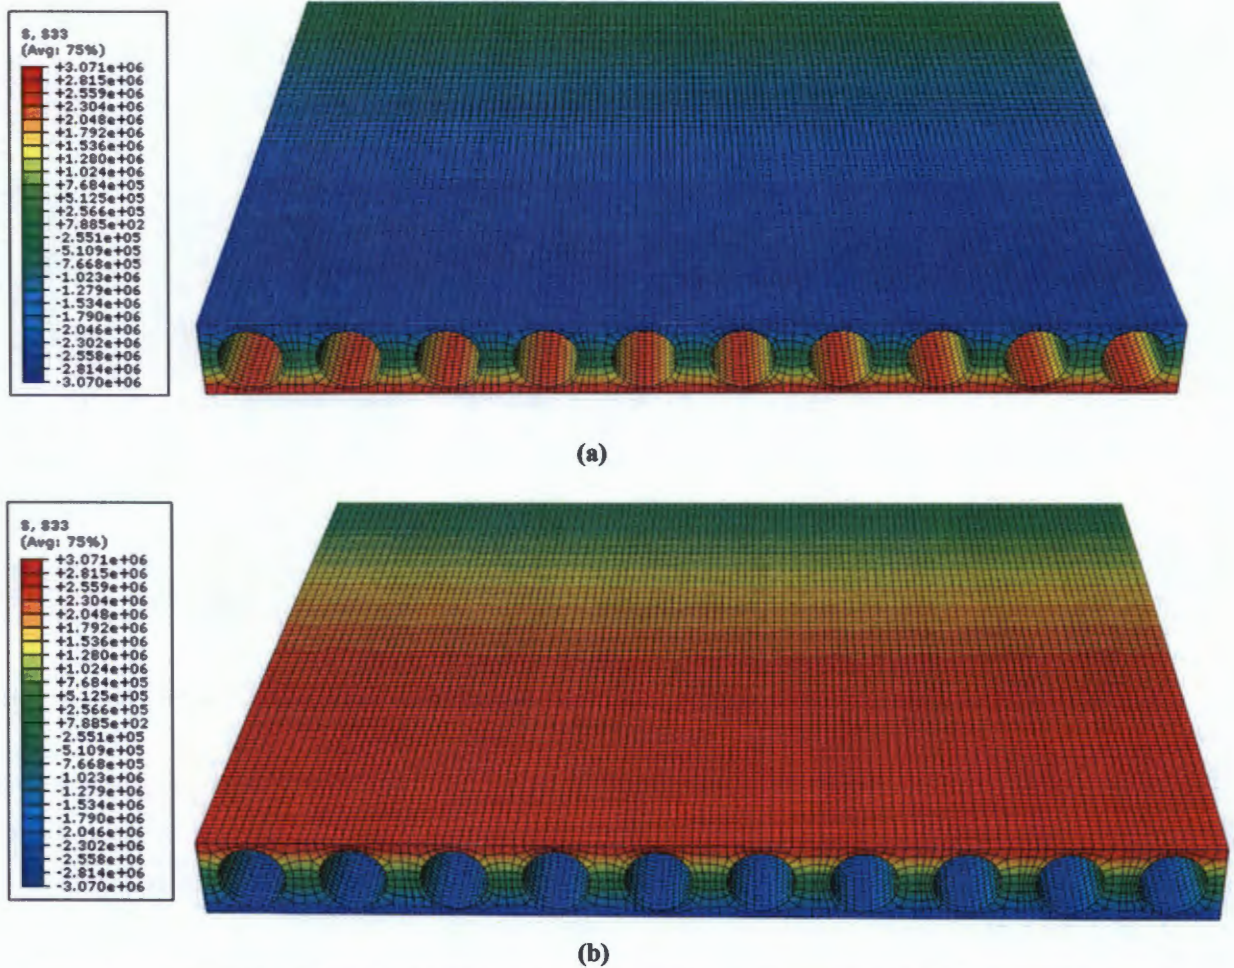 S, S33
(Avg: 75%)
+3.071e+06
+2.815e+06
+2.559e+06
+2.304e+06
+2.048e+06
+1.792e+06
+1.536e+06
+1.280e+06
+1.024e+06
+7.684e+05
+5.125e+05
+2.566e+05
+7.885e+02
-2.551e+05
-5.109e+05
-7.668e+05
-1.023e+06
-1.279e+06
-1.534e+06
-1.790e+06
-2.046e+06
-2.302e+06
-2.558e+06
-2.814e+06
-3.070e+06
(a)
S, S33
(Avg: 75%)
+3.071e+06
+2.815e+06
+2.559e+06
+2.304e+06
+2.048e+06
+1.792e+06
+1.536e+06
+1.280e+06
+1.024e+06
+7.684e+05
+5.125e+05
+2.566e+05
+7.885e+02
-2.551e+05
-5.109e+05
-7.668e+05
-1.023e+06
-1.279e+06
-1.534e+06
-1.790e+06
-2.046e+06
-2.302e+06
-2.558e+06
-2.814e+06
-3.070e+06
(b)